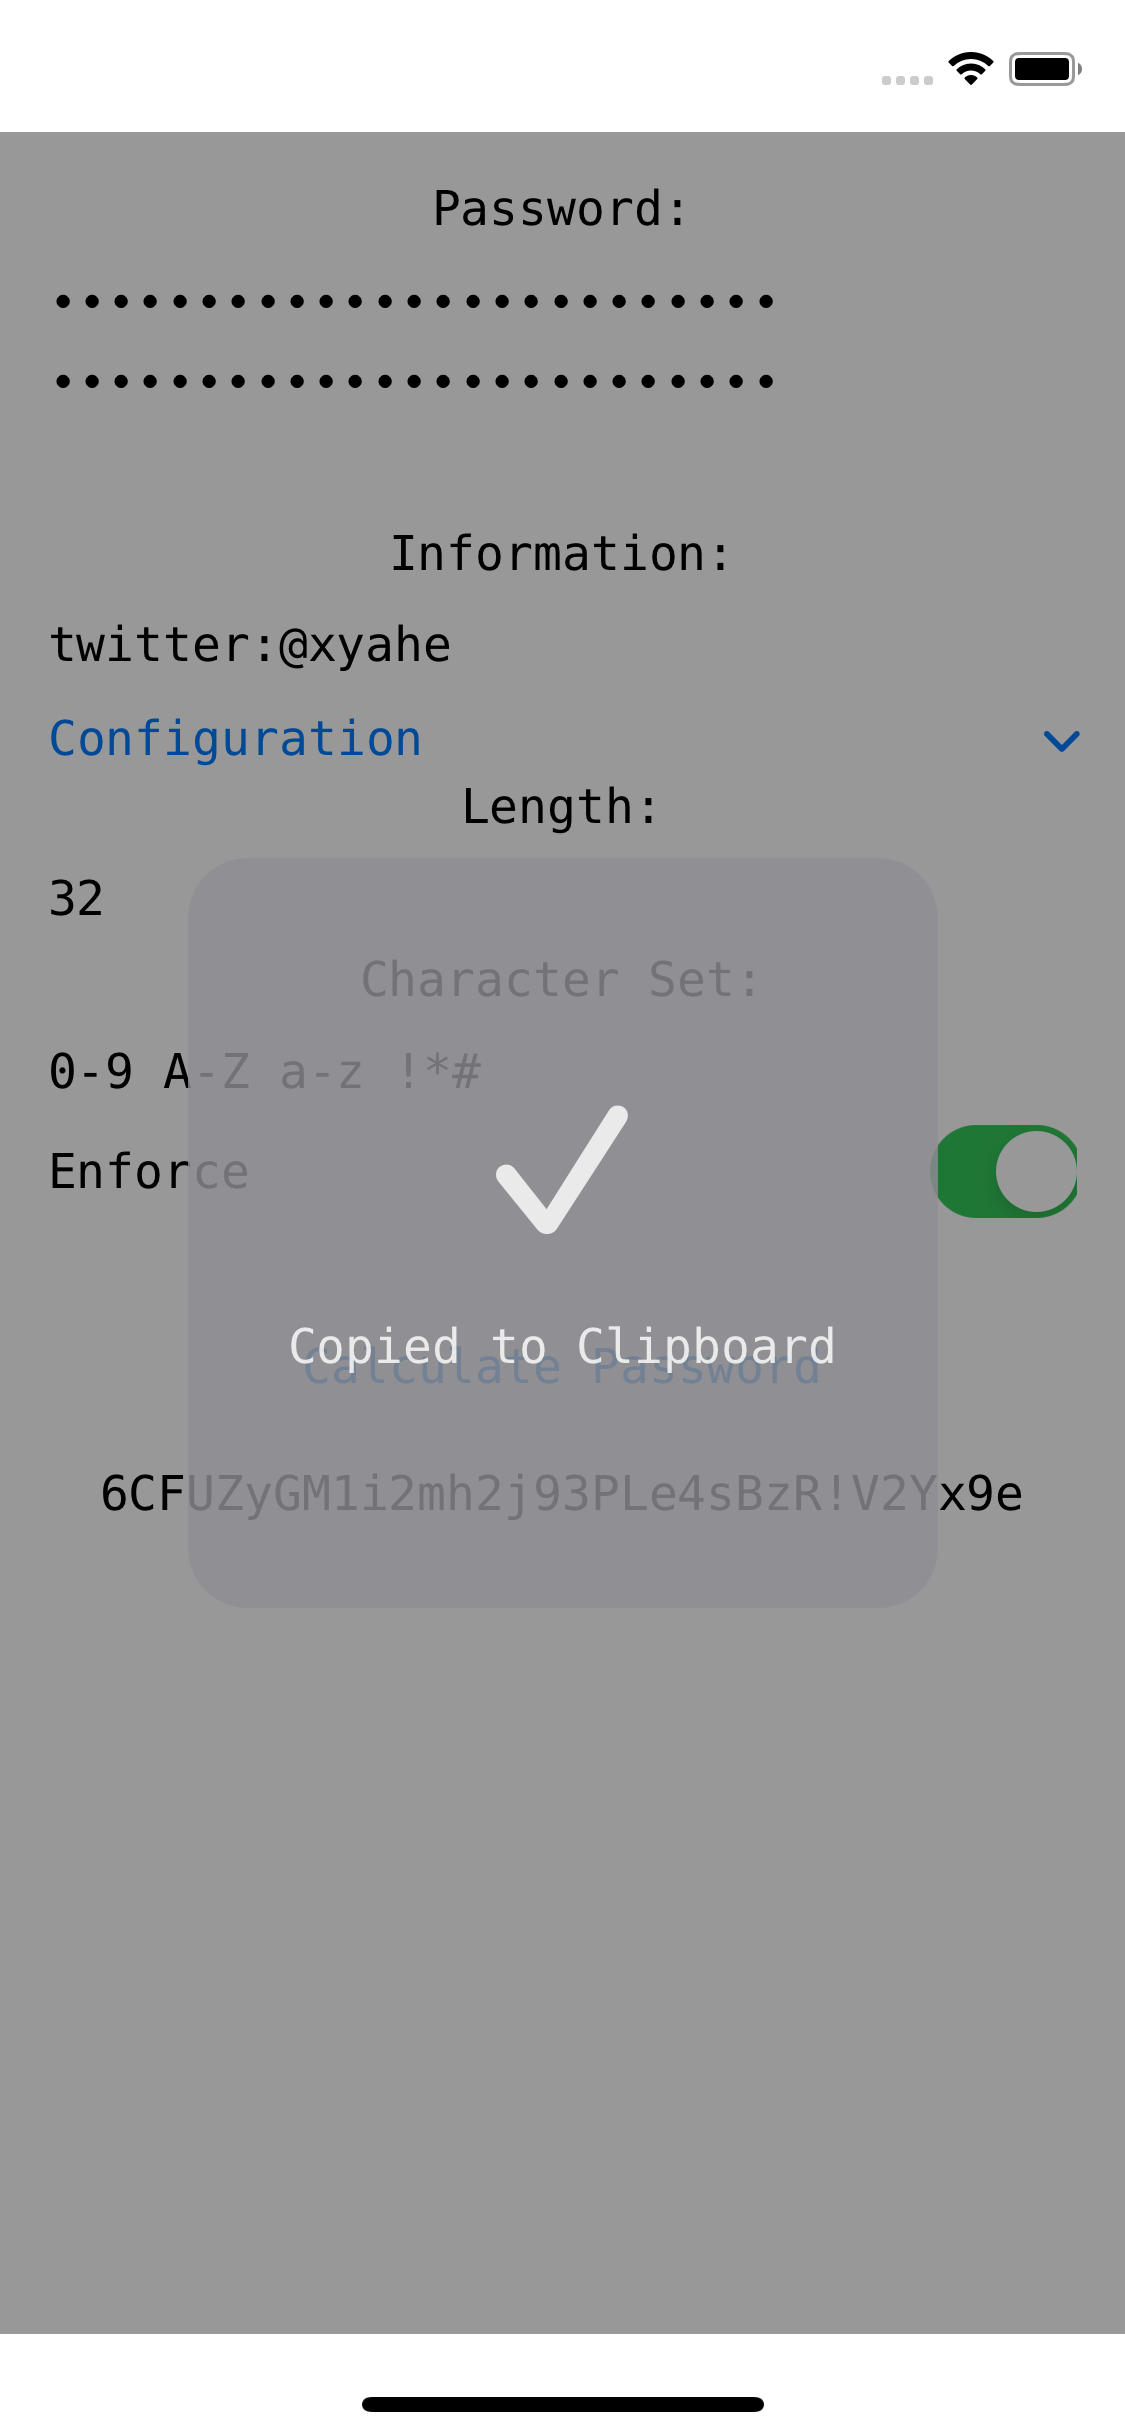 Password:
•••••••••••••••••••••••••
•••••••••••••••••••••••••
Information:
twitter:@xyahe
Configuration
Length:
32
Character Set:
0-9 A-Z a-z !*#
Enforce
Copied to Clipboard
Calculate Password
6CFUZyGM1i2mh2j93PLe4sBzR!V2Yx9e